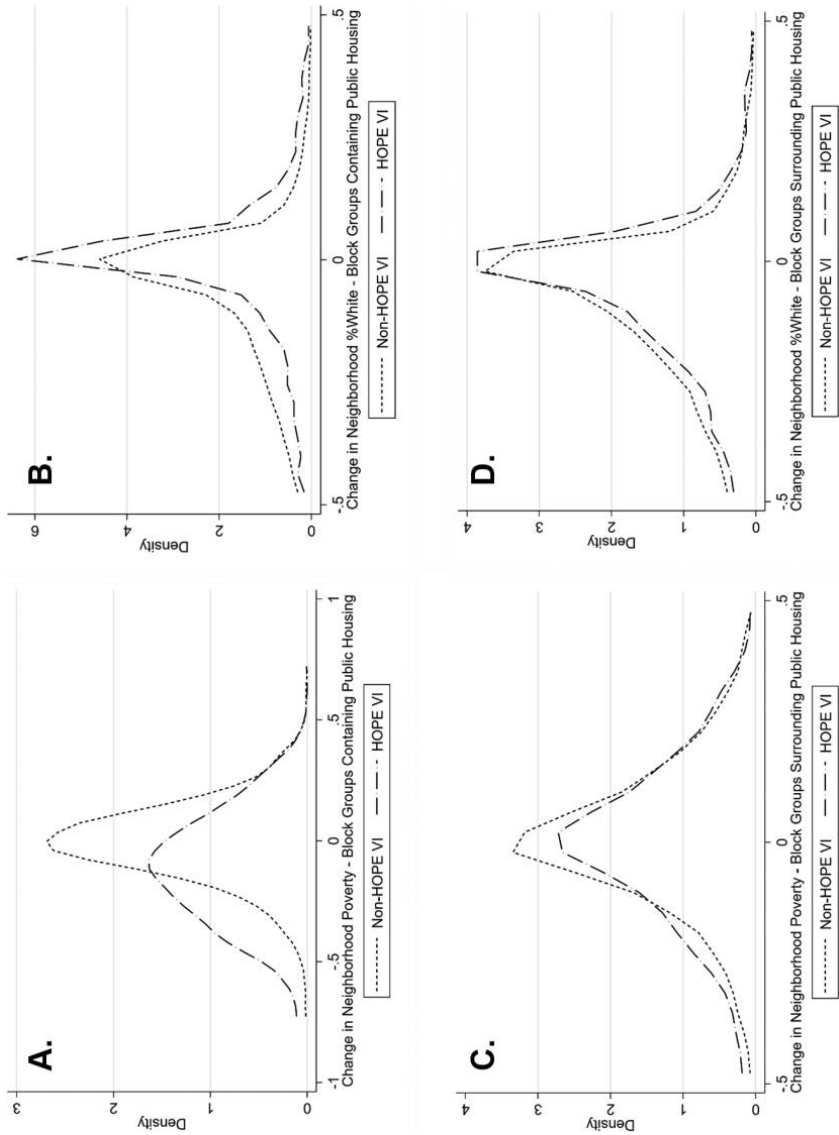 A.
3
2
1
0
Density
-1
-.5
0
.5
1
Change in Neighborhood Poverty - Block Groups Containing Public Housing
Non-HOPE VI
HOPE VI
B.
6
4
2
0
Density
-.5
0
.5
Change in Neighborhood %White - Block Groups Containing Public Housing
Non-HOPE VI
HOPE VI
C.
4
3
2
1
0
Density
-.5
0
.5
Change in Neighborhood Poverty - Block Groups Surrounding Public Housing
Non-HOPE VI
HOPE VI
D.
4
3
2
1
0
Density
-.5
0
.5
Change in Neighborhood %White - Block Groups Surrounding Public Housing
Non-HOPE VI
HOPE VI